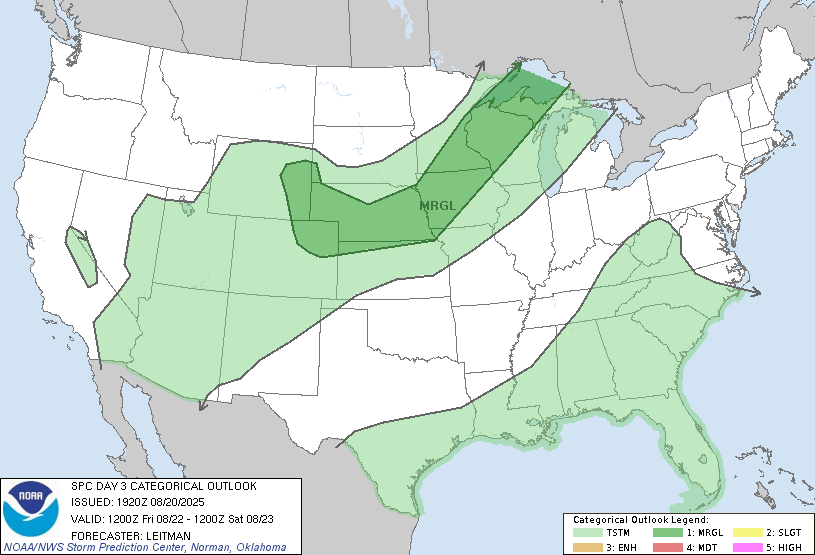 MRGL
NOAA
SPC DAY 3 CATEGORICAL OUTLOOK
ISSUED: 1920Z 08/20/2025
VALID: 1200Z Fri 08/22 - 1200Z Sat 08/23
FORECASTER: LEITMAN
NOAA/NWS Storm Prediction Center, Norman, Oklahoma
Categorical Outlook Legend:
TSTM 1: MRGL 2: SLGT
3: ENH 4: MDT 5: HIGH